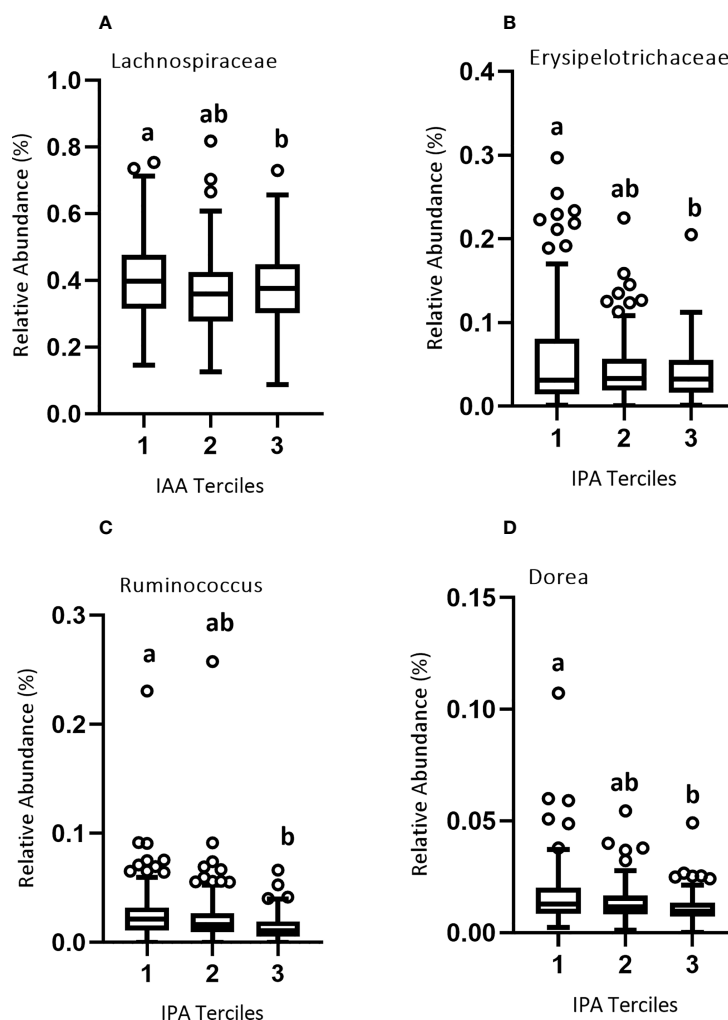 A
Lachnospiraceae
Relative Abundance (%)
1.0
0.8
0.6
0.4
0.2
0.0
a
ab
b
1 2 3
IAA Terciles
B
Erysipelotrichaceae
Relative Abundance (%)
0.4
0.3
0.2
0.1
0.0
a
ab
b
1 2 3
IPA Terciles
C
Ruminococcus
Relative Abundance (%)
0.3
0.2
0.1
0.0
a
ab
b
1 2 3
IPA Terciles
D
Dorea
Relative Abundance (%)
0.15
0.10
0.05
0.00
a
ab
b
1 2 3
IPA Terciles